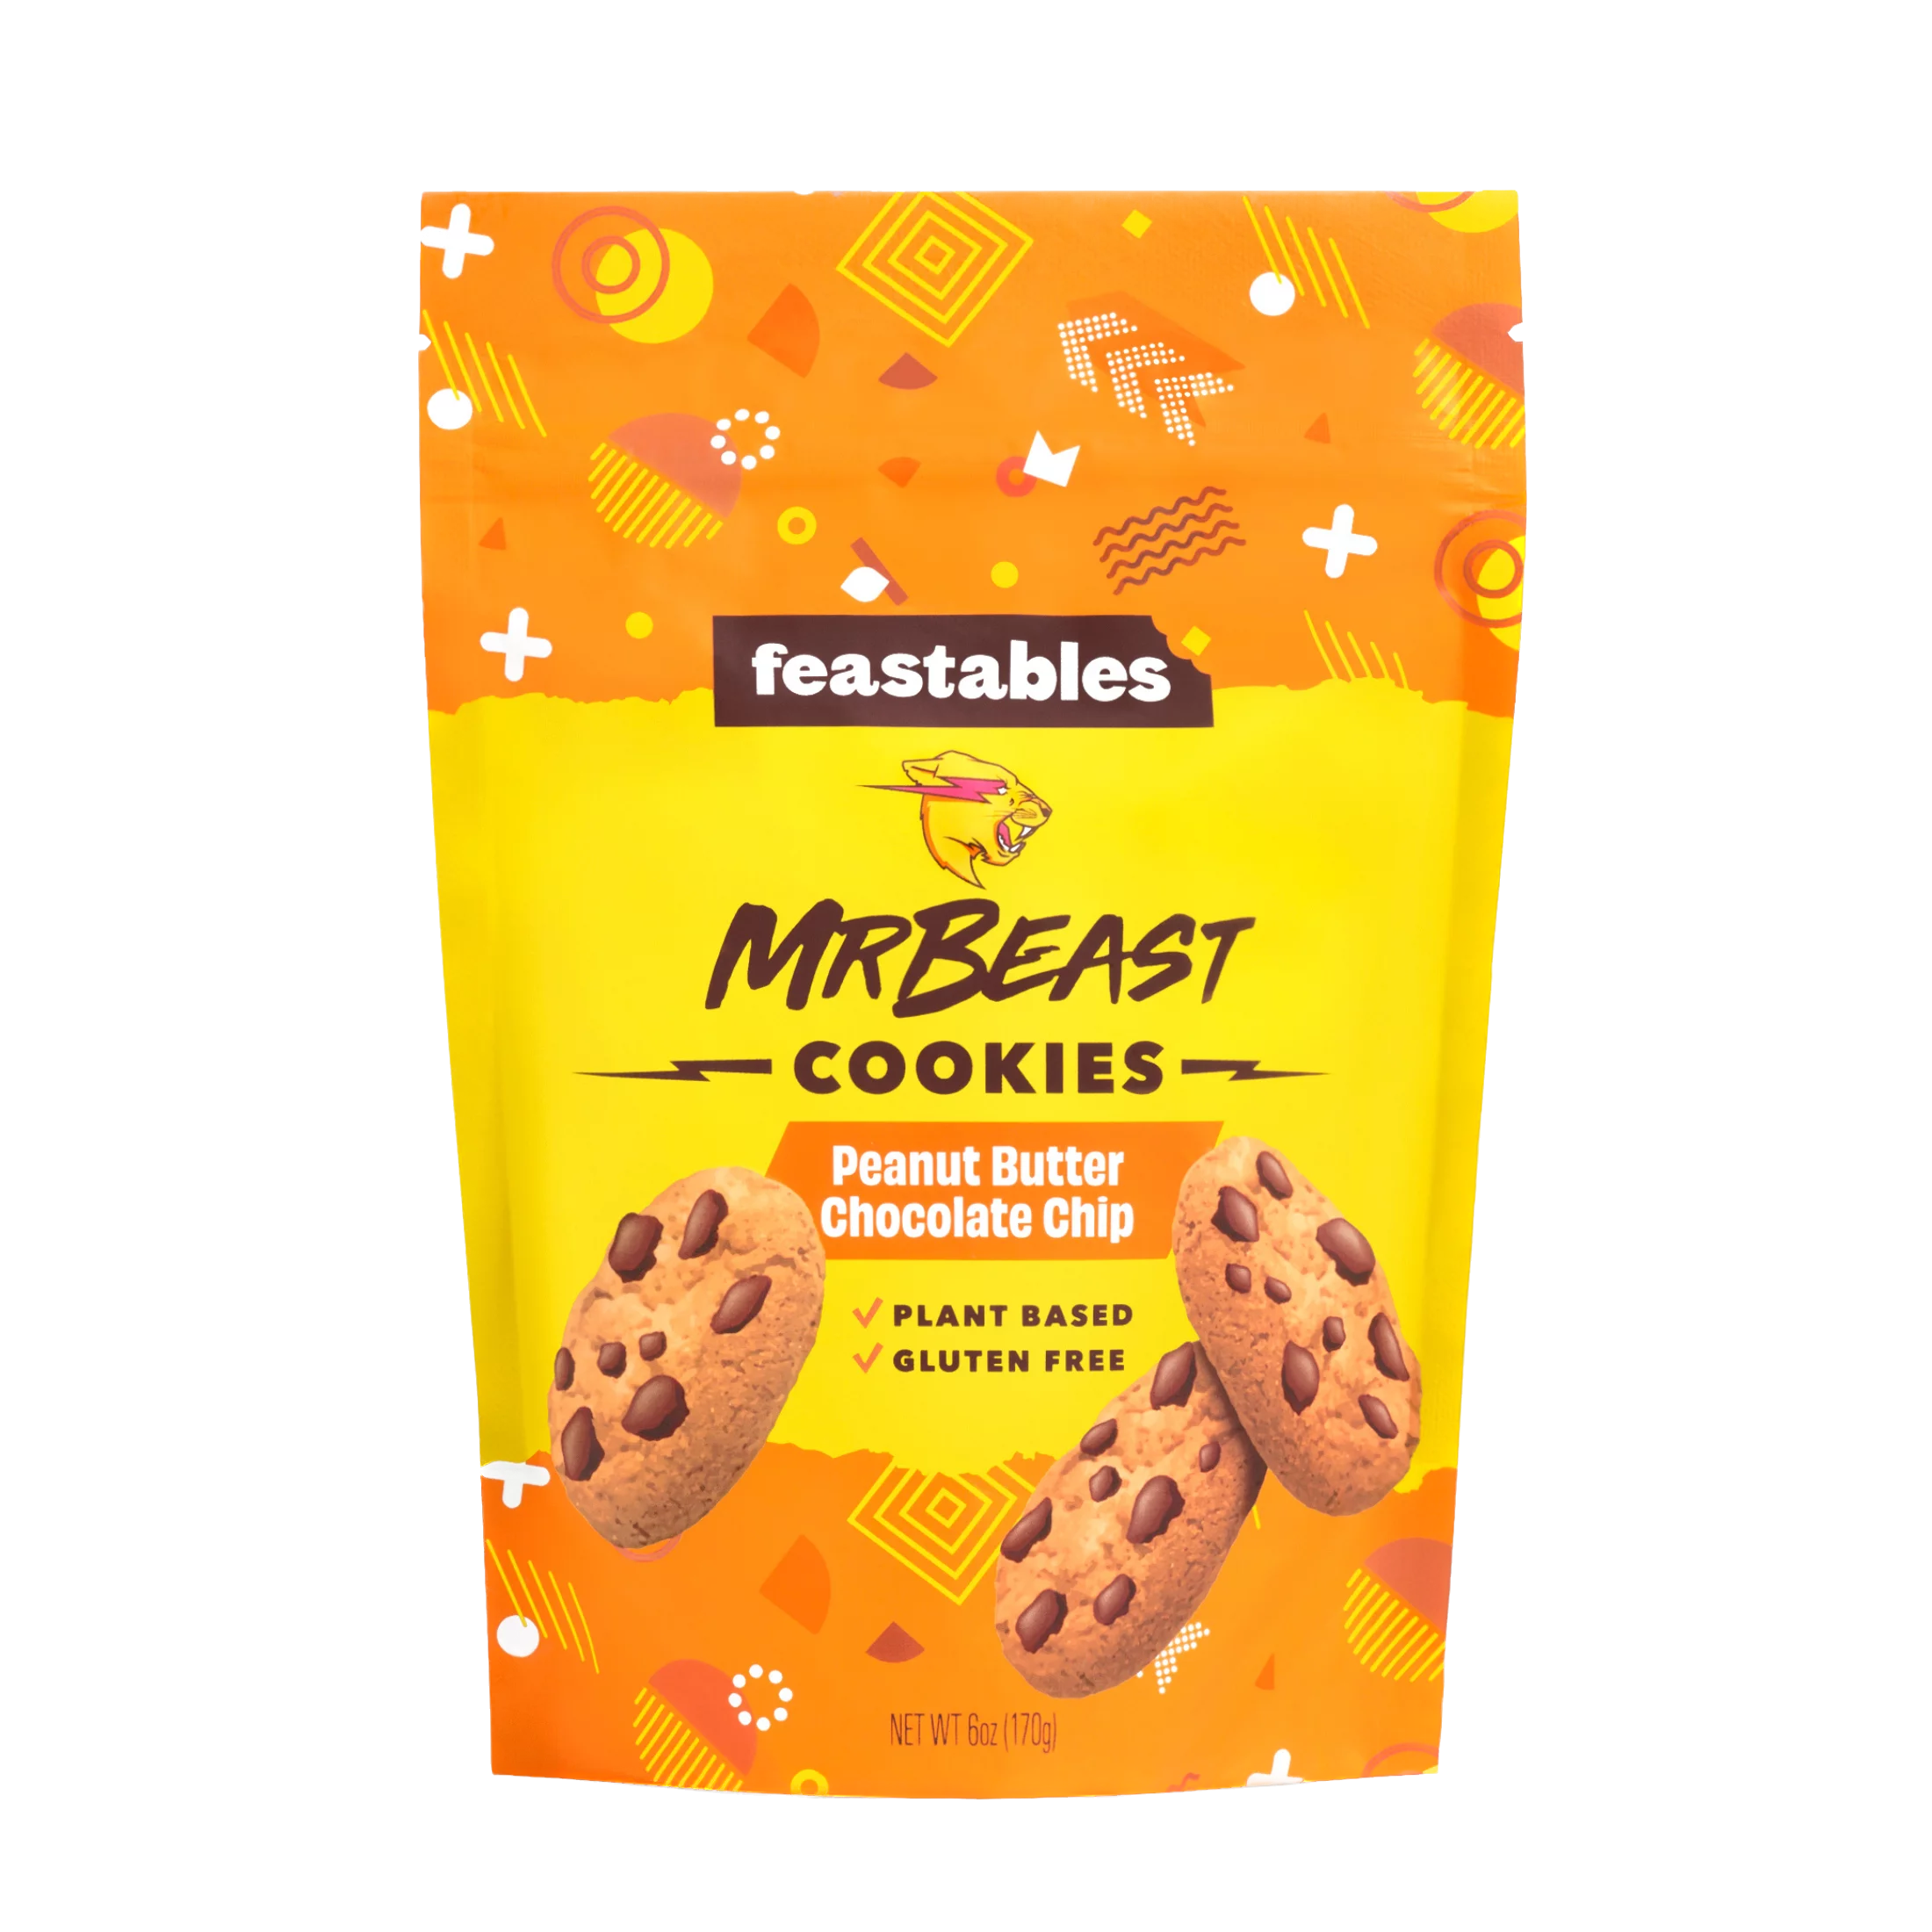 feastables
MRBEAST
COOKIES
Peanut Butter
Chocolate Chip
PLANT BASED
GLUTEN FREE
NET WT 6oz (170g)